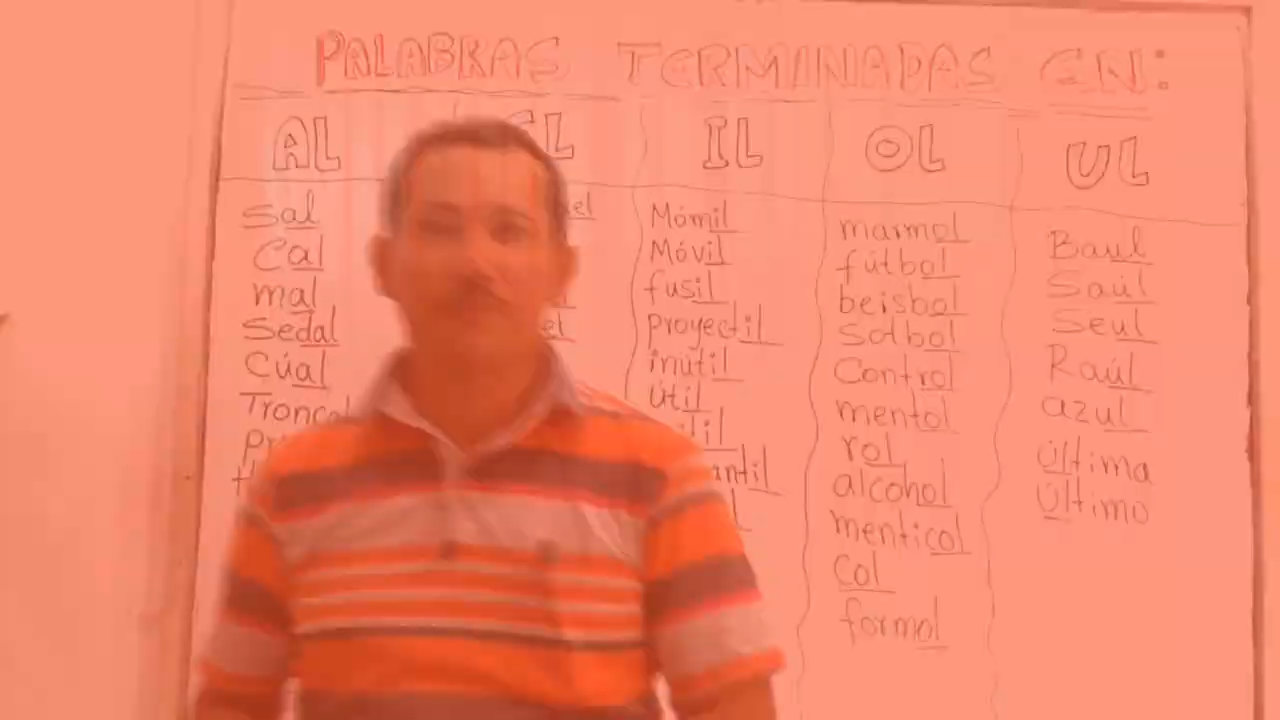 PALABRAS TERMINADAS EN:
AL
IL
OL
UL
Sal
Cal
mal
Sedal
Cúal
Mómil
Móvil
fusil
proyectil
inútil
útil
marmol
fútbol
beisbol
Sotbol
Control
mentol
rol
alcohol
menticol
Col
formol
Baul
Saúl
Seul
Raúl
azul
Última
Último